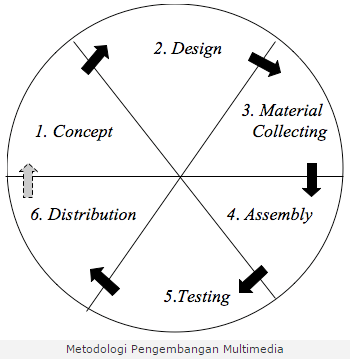 1. Concept
2. Design
3. Material
Collecting
4. Assembly
5.Testing
6. Distribution
Metodologi Pengembangan Multimedia